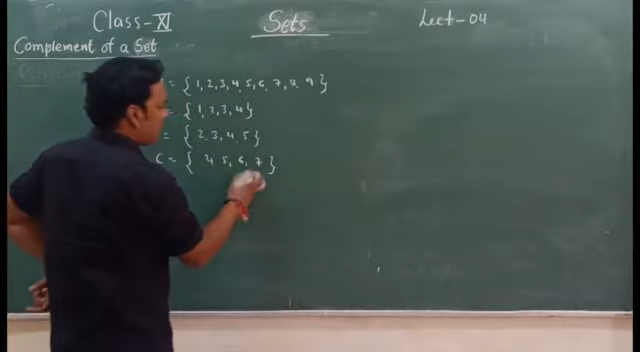 Class-XI Sets Lect-04
Complement of a Set
= { 1, 2, 3, 4, 5, 6, 7, 8, 9 }
= { 1, 2, 3, 4 }
= { 2, 3, 4, 5 }
C = { 4, 5, 6, 7 }